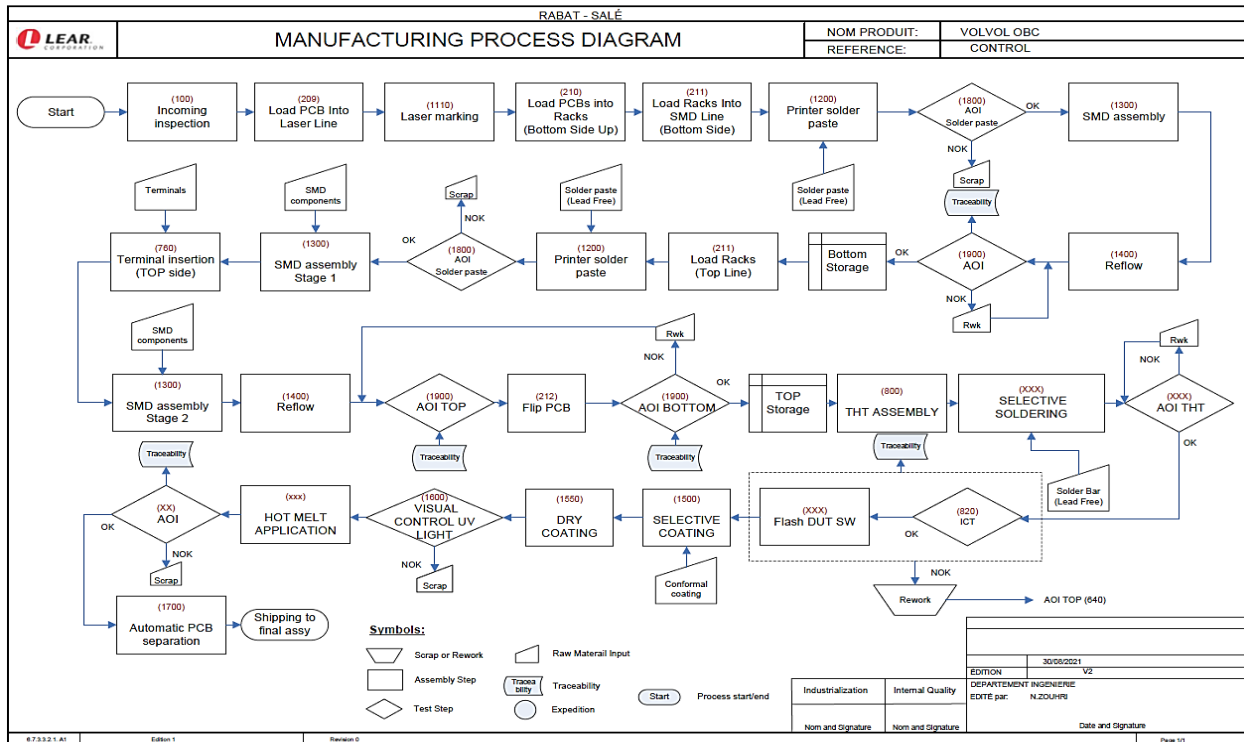 RABAT - SALÉ
LEAR
CORPORATION
MANUFACTURING PROCESS DIAGRAM
NOM PRODUIT:
VOLVOL OBC
REFERENCE:
CONTROL
Start
(100)
Incoming
inspection
(209)
Load PCB Into
Laser Line
(1110)
Laser marking
(210)
Load PCBs into
Racks
(Bottom Side Up)
(211)
Load Racks Into
SMD Line
(Bottom Side)
(1200)
Printer solder
paste
(1800)
AOI
Solder paste
OK
(1300)
SMD assembly
NOK
Scrap
Terminals
SMD
components
Scrap
NOK
Solder paste
(Lead Free)
Solder paste
(Lead Free)
Traceability
(760)
Terminal insertion
(TOP side)
(1300)
SMD assembly
Stage 1
OK
(1800)
AOI
Solder paste
(1200)
Printer solder
paste
(211)
Load Racks
(Top Line)
Bottom
Storage
OK
(1900)
AOI
(1400)
Reflow
NOK
Rwk
SMD
components
Rwk
NOK
Rwk
NOK
(1300)
SMD assembly
Stage 2
(1400)
Reflow
(1900)
AOI TOP
(212)
Flip PCB
(1900)
AOI BOTTOM
OK
TOP
Storage
(800)
THT ASSEMBLY
(XXX)
SELECTIVE
SOLDERING
(XXX)
AOI THT
OK
Traceability
Traceability
Traceability
Traceability
Solder Bar
(Lead Free)
OK
(XX)
AOI
(xxx)
HOT MELT
APPLICATION
(1600)
VISUAL
CONTROL UV
LIGHT
(1550)
DRY
COATING
(1500)
SELECTIVE
COATING
(XXX)
Flash DUT SW
OK
(820)
ICT
NOK
Scrap
NOK
Scrap
Conformal
coating
NOK
Rework
AOI TOP (640)
(1700)
Automatic PCB
separation
Shipping to
final assy
Symbols:
Scrap or Rework
Raw Materail Input
Assembly Step
Tracea
bility
Traceability
Start
Process start/end
Test Step
Expedition
Industrialization
Internal Quality
Nom and Signature
Nom and Signature
30/08/2021
EDITION
V2
DEPARTEMENT INGENIERIE
EDITÉ par:
N.ZOUHRI
Date and Signature
6.7.3.3.2.1. A1
Edition 1
Revision 0
Page 1/1